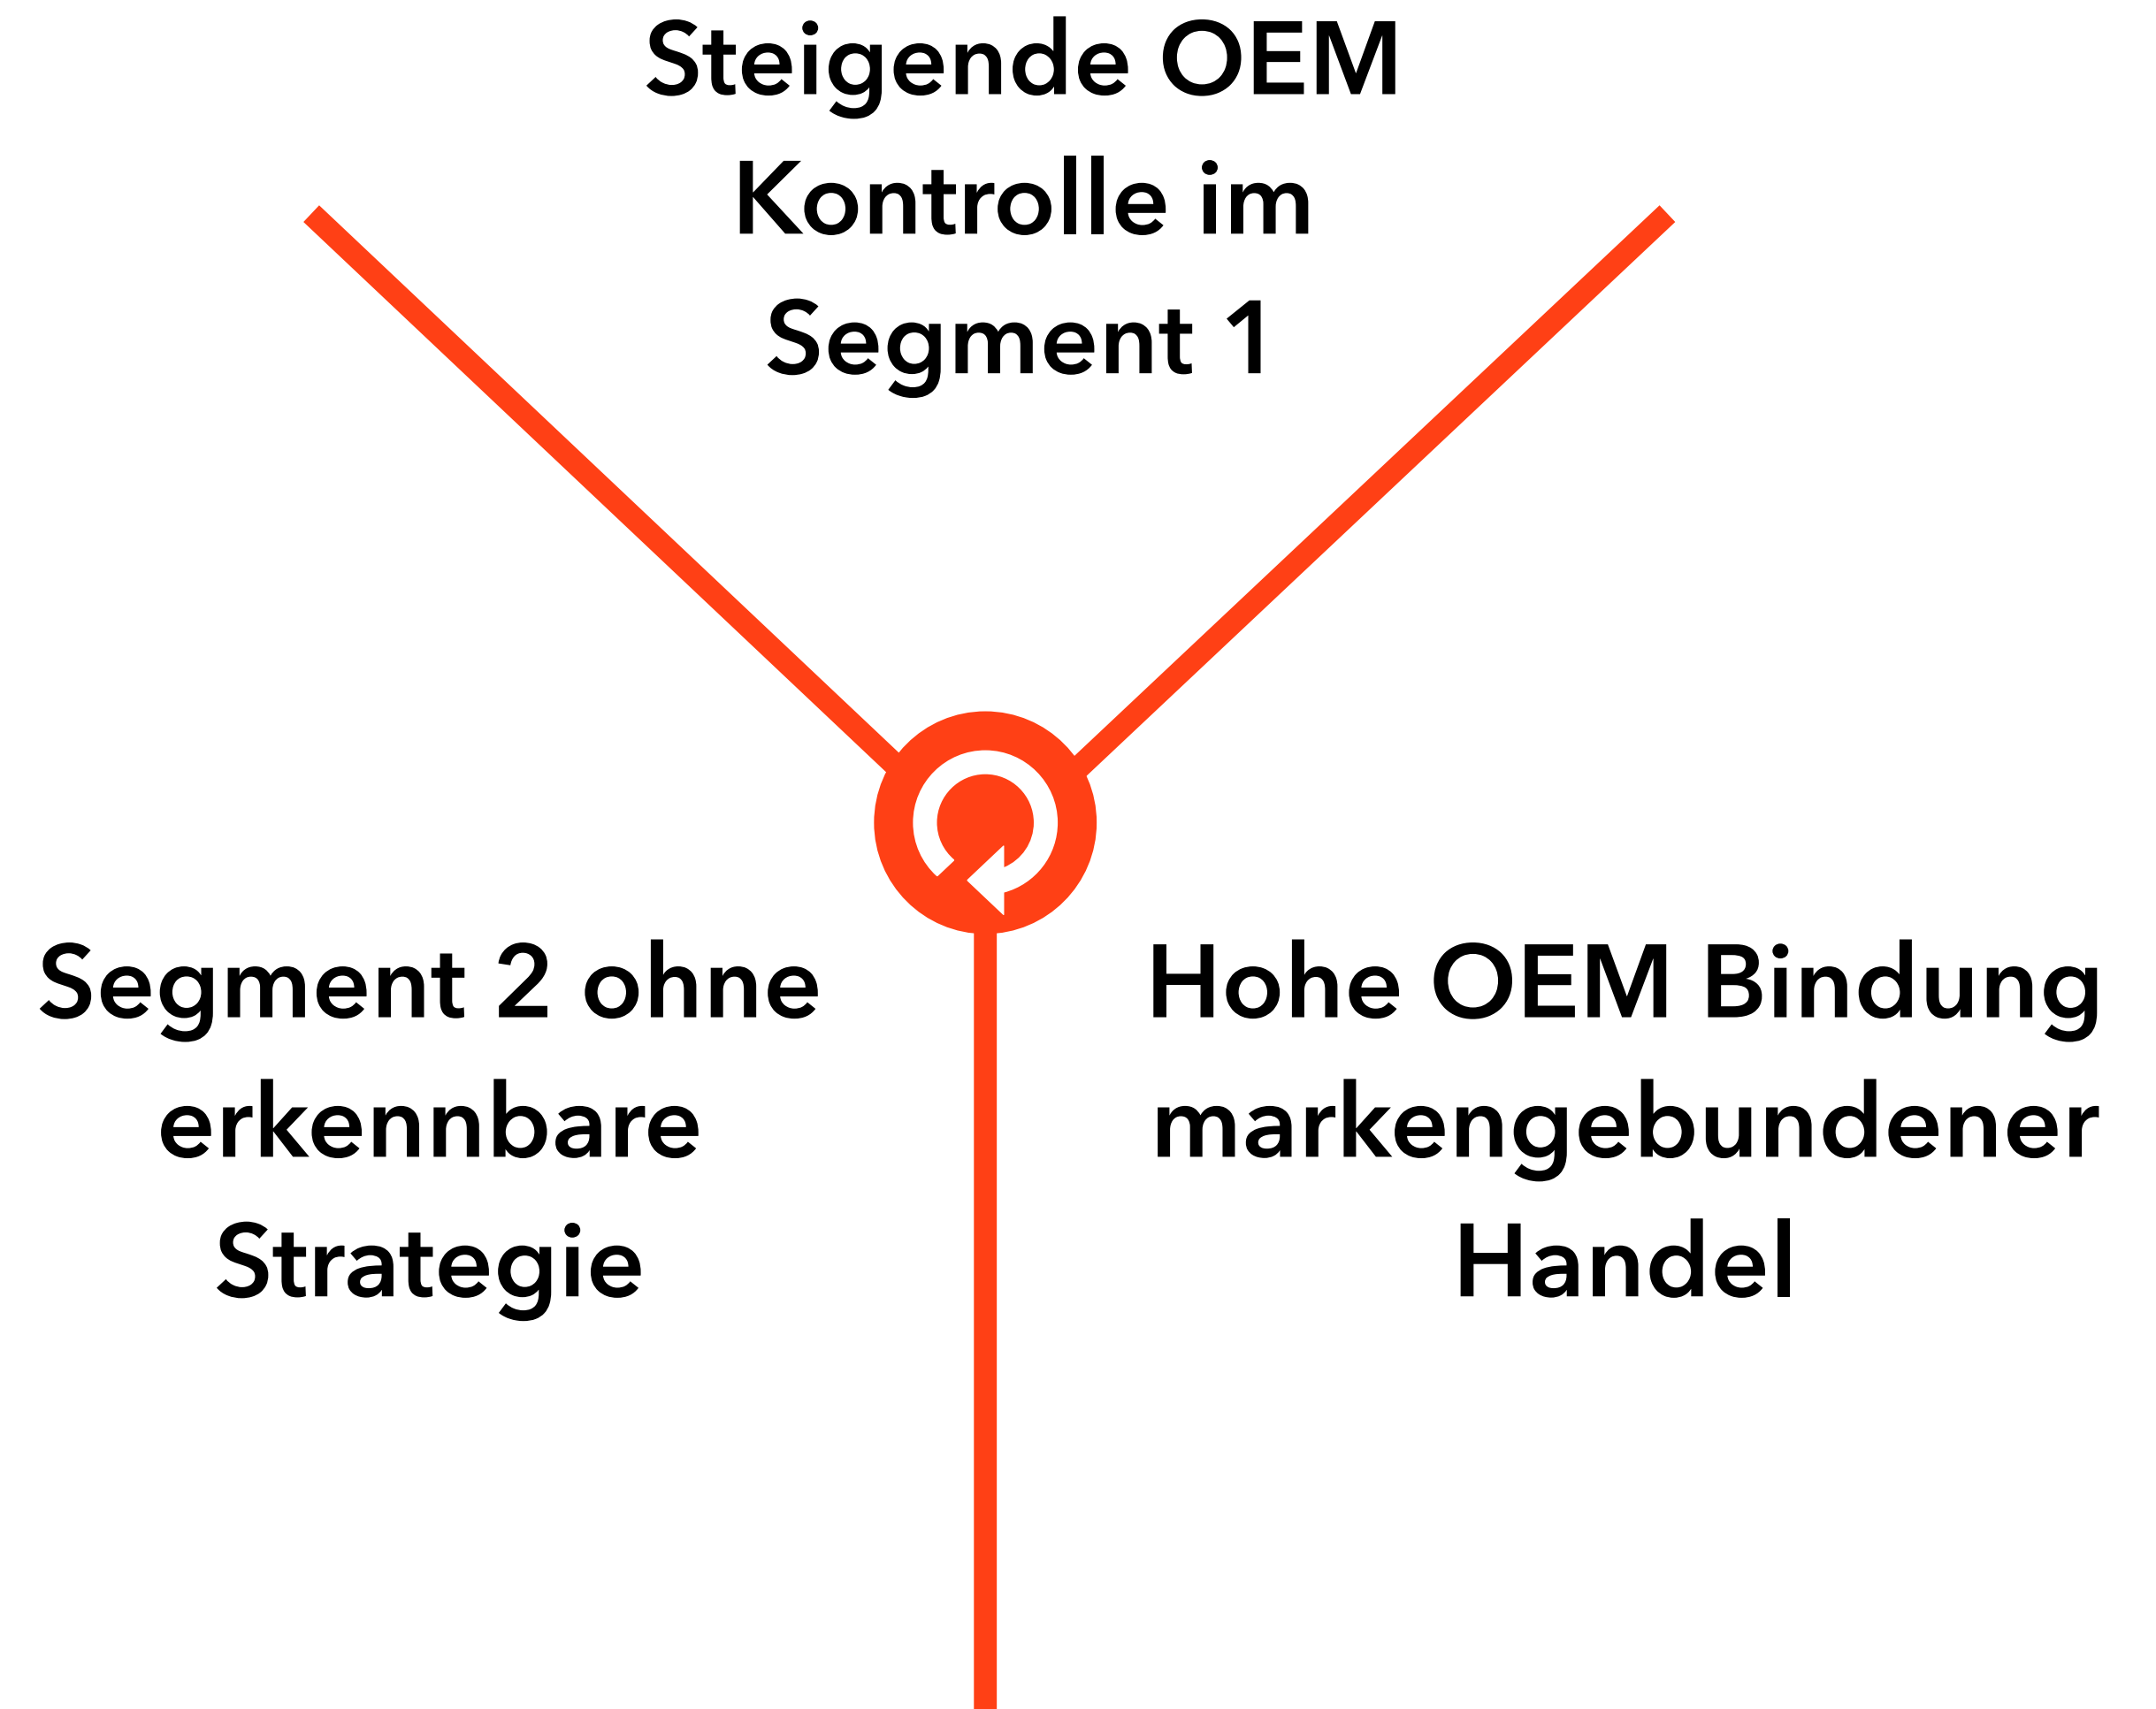 Steigende OEM
Kontrolle im
Segment 1
Segment 2 ohne
erkennbare
Strategie
Hohe OEM Bindung
markengebundener
Handel